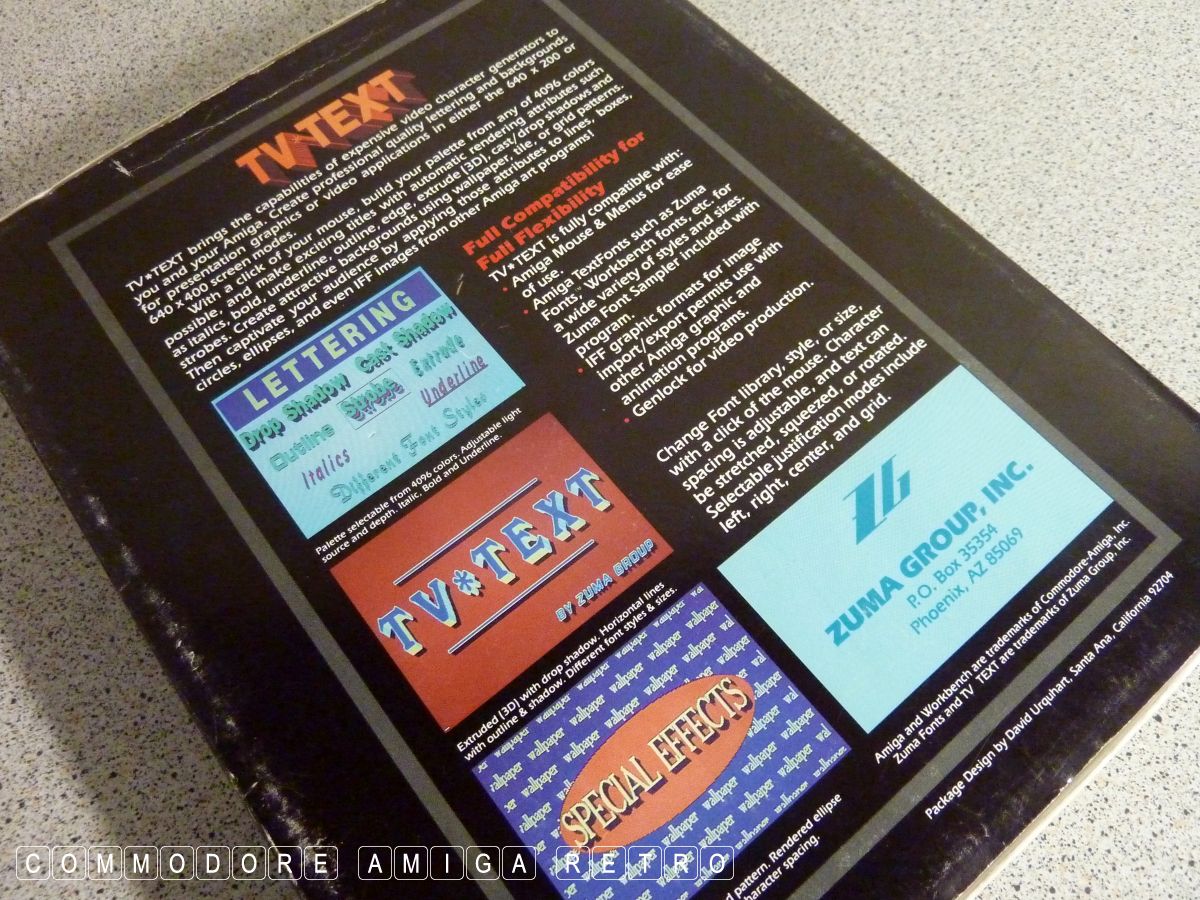 TV*TEXT
TV*TEXT brings the capabilities of expensive video character generators to
you and your Amiga. Create professional quality lettering and backgrounds
for presentation graphics or video applications in either the 640 X 200 or
640 X 400 screen modes.
With a click of your mouse, build your palette from any of 4096 colors
possible, and make exciting titles with automatic rendering attributes such
as italics, bold, underline, outline, edge, extrude (3D), cast/drop shadows and
strobes. Create attractive backgrounds using wallpaper, tile, or grid patterns.
Then captivate your audience by applying those attributes to lines, boxes,
circles, ellipses, and even IFF images from other Amiga art programs!
LETTERING
Drop Shadow Cast Shadow
Outline Strobe Extrude
Italics Underline
Different Font Styles
Palette selectable from 4096 colors. Adjustable light
source and depth. Italic, Bold and Underline.
TV*TEXT
BY ZUMA GROUP
Extruded (3D) with drop shadow. Horizontal lines
with outline & shadow. Different font styles & sizes.
wallpaper
SPECIAL EFFECTS
d pattern. Rendered ellipse
haracter spacing.
Full Compatibility for
Full Flexibility
TV*TEXT is fully compatible with:
• Amiga Mouse & Menus for ease
of use.
• Amiga TextFonts such as Zuma
Fonts,™ Workbench fonts, etc. for
a wide variety of styles and sizes.
Zuma Font Sampler included with
program.
• IFF graphic formats for image
import/export permits use with
other Amiga graphic and
animation programs.
• Genlock for video production.
Change Font library, style, or size,
with a click of the mouse. Character
spacing is adjustable, and text can
be stretched, squeezed, or rotated.
Selectable justification modes include
left, right, center, and grid.
ZG
ZUMA GROUP, INC.
P.O. Box 35354
Phoenix, AZ 85069
Amiga and Workbench are trademarks of Commodore-Amiga, Inc.
Zuma Fonts and TV TEXT are trademarks of Zuma Group, Inc.
Package Design by David Urquhart. Santa Ana, California 92704
COMMODORE AMIGA RETRO